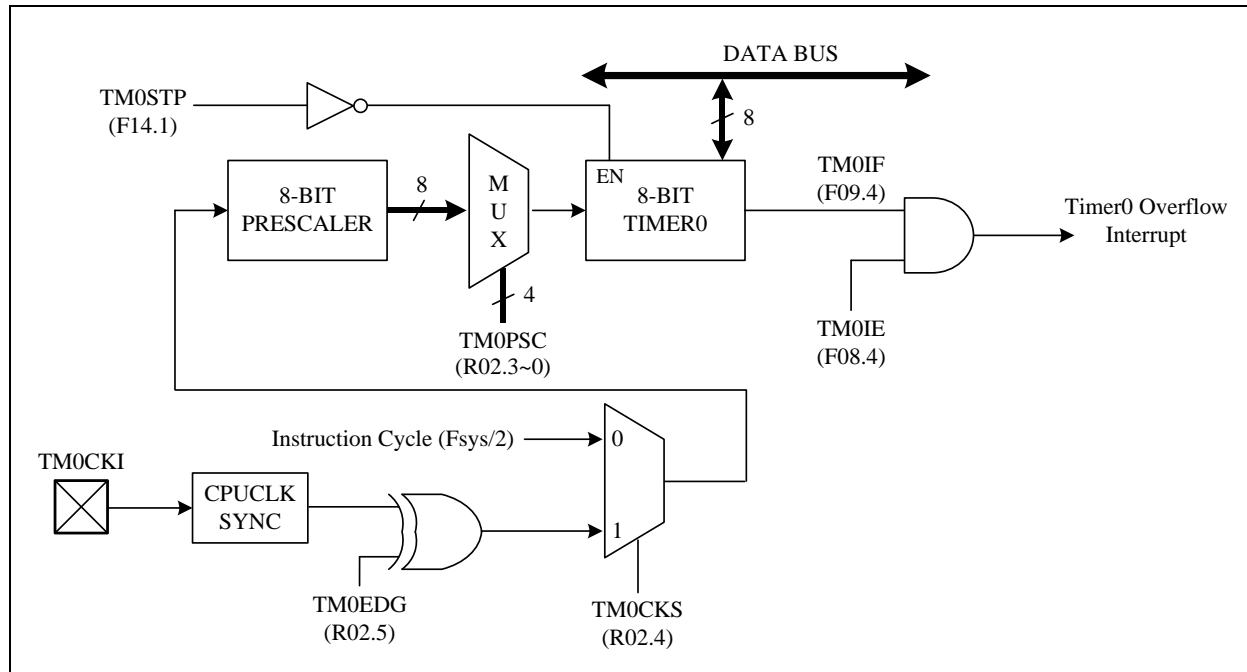 DATA BUS
TM0STP
(F14.1)
8
8-BIT
PRESCALER
8
M
U
X
EN
8-BIT
TIMER0
TM0IF
(F09.4)
Timer0 Overflow
Interrupt
4
TM0PSC
(R02.3~0)
TM0IE
(F08.4)
Instruction Cycle (Fsys/2)
0
TM0CKI
CPUCLK
SYNC
1
TM0EDG
(R02.5)
TM0CKS
(R02.4)